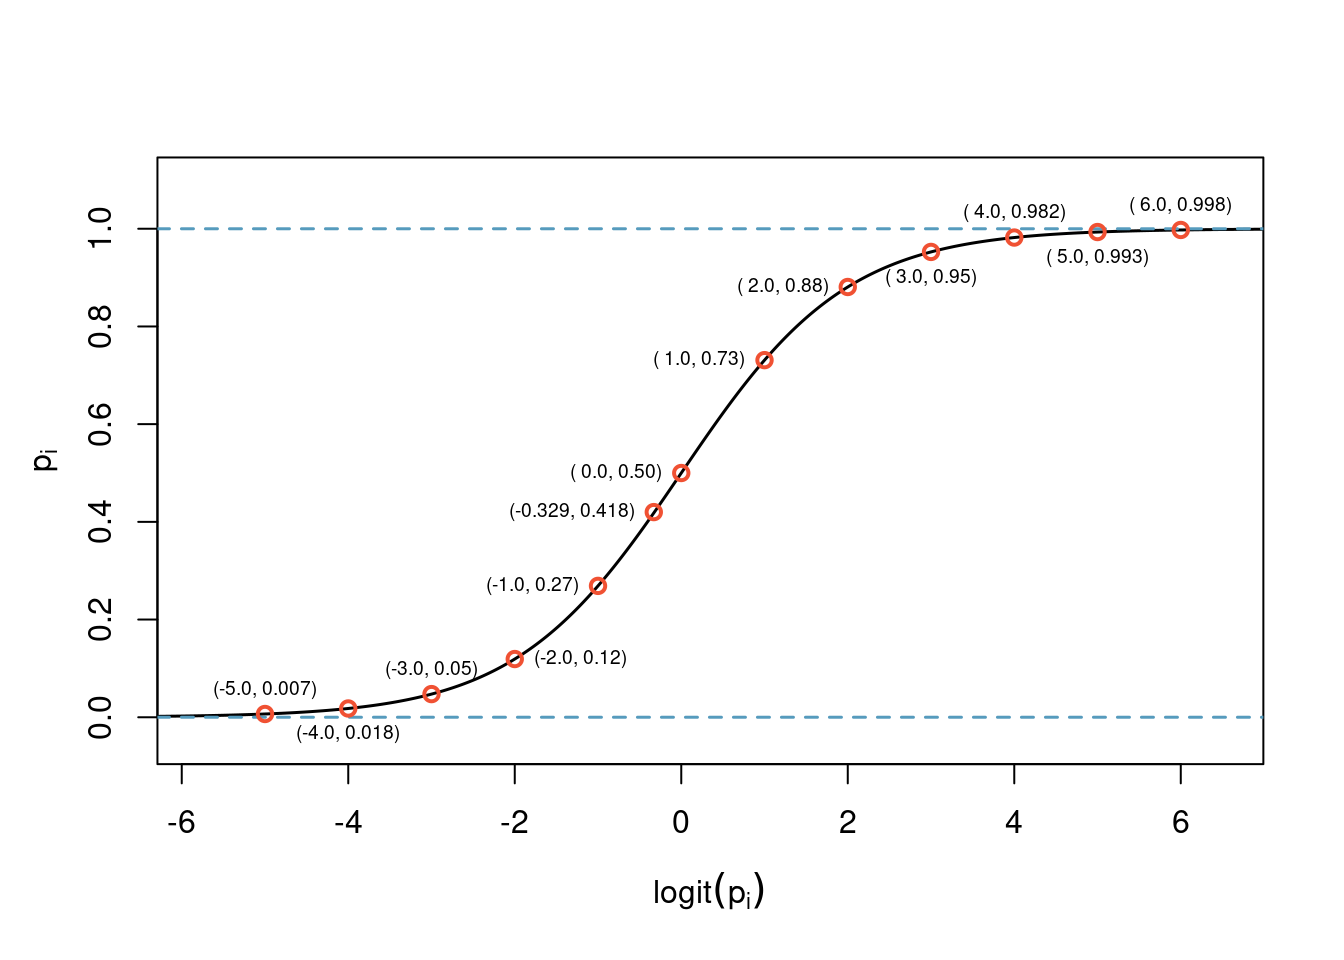 ( 6.0, 0.998)
( 4.0, 0.982)
( 5.0, 0.993)
( 3.0, 0.95)
( 2.0, 0.88)
( 1.0, 0.73)
( 0.0, 0.50)
(-0.329, 0.418)
(-1.0, 0.27)
(-2.0, 0.12)
(-3.0, 0.05)
(-5.0, 0.007)
(-4.0, 0.018)
1.0
0.8
0.6
0.4
0.2
0.0
pi
-6 -4 -2 0 2 4 6
logit(pi)